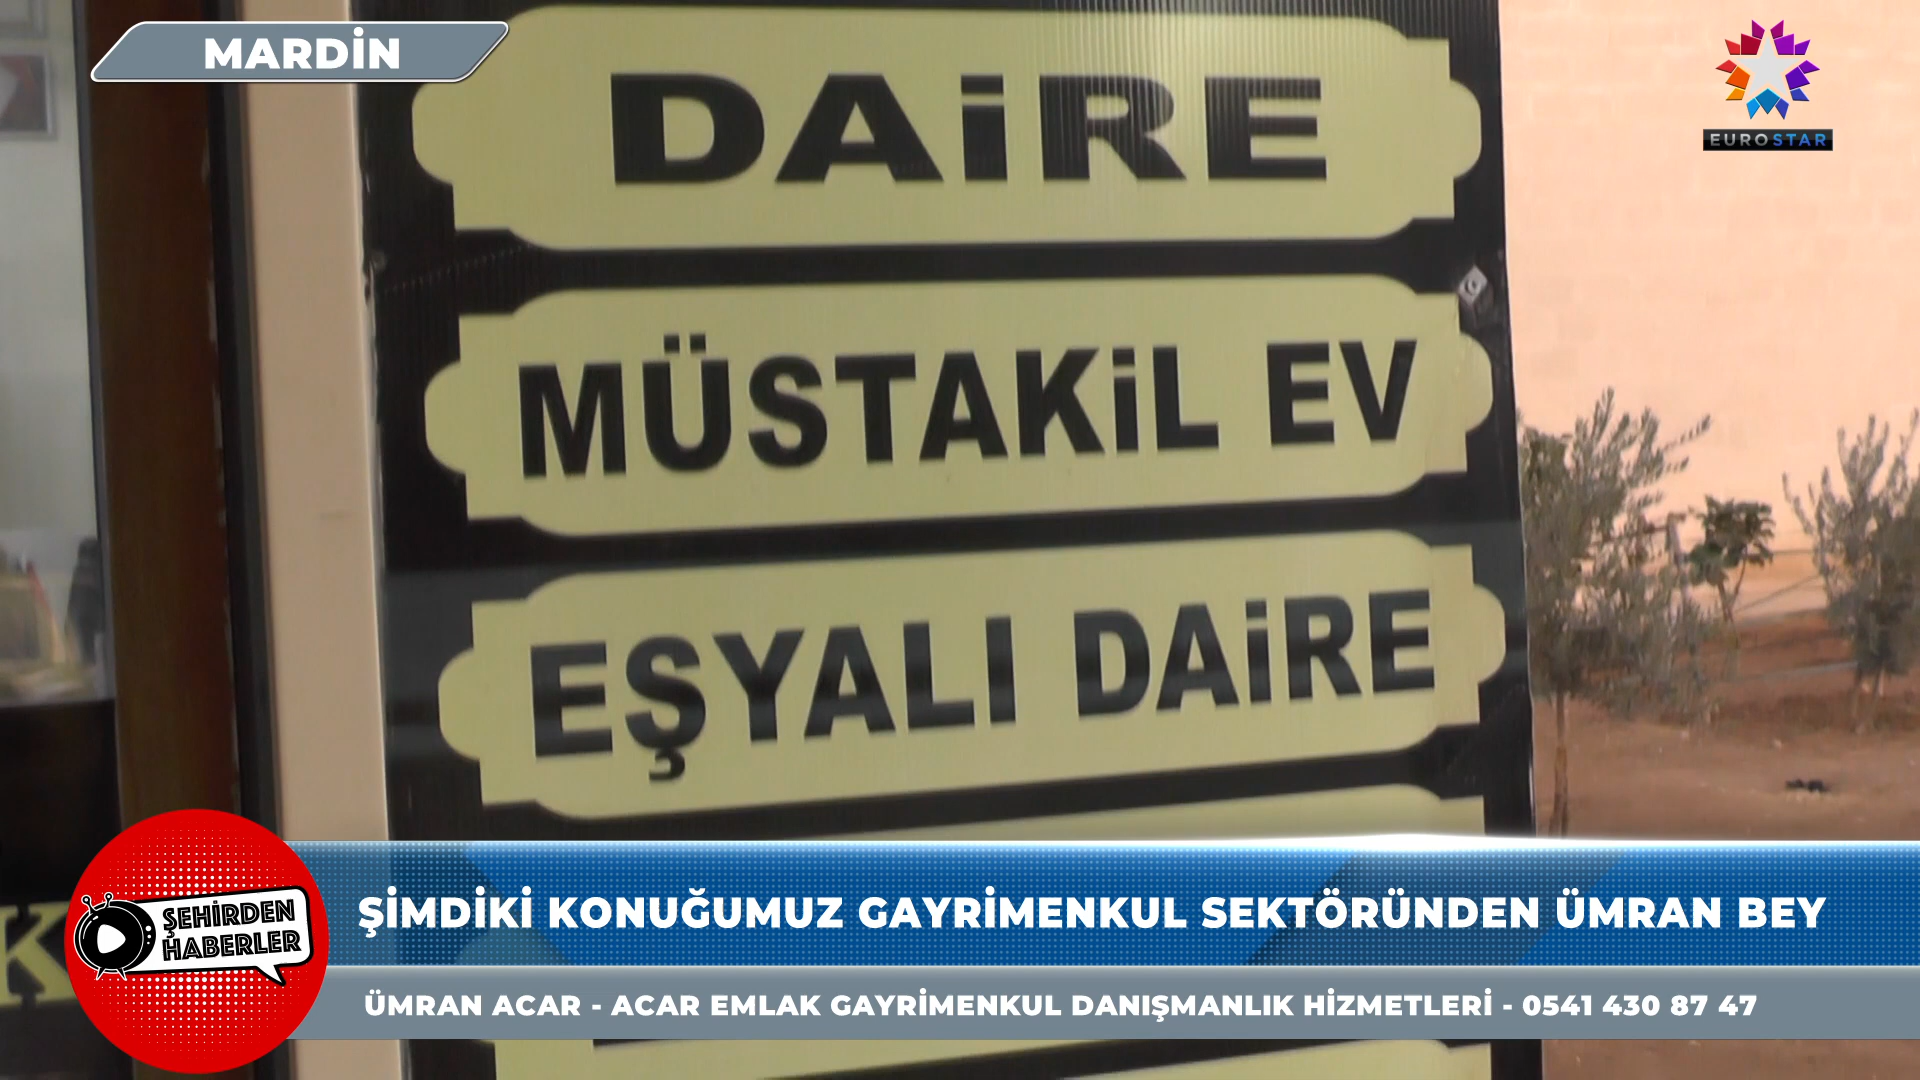 MARDİN
EUROSTAR
DAiRE
MÜSTAKiL EV
EŞYALI DAiRE
K
ŞEHİRDEN
HABERLER
ŞİMDİKİ KONUĞUMUZ GAYRİMENKUL SEKTÖRÜNDEN ÜMRAN BEY
ÜMRAN ACAR - ACAR EMLAK GAYRİMENKUL DANIŞMANLIK HİZMETLERİ - 0541 430 87 47